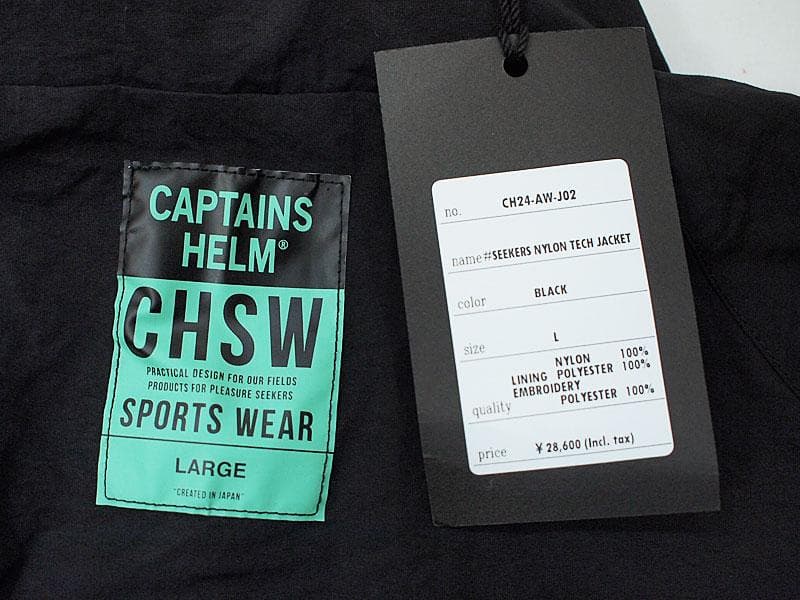 CAPTAINS
HELM®
CHSW
PRACTICAL DESIGN FOR OUR FIELDS
PRODUCTS FOR PLEASURE SEEKERS
SPORTS WEAR
LARGE
"CREATED IN JAPAN"
no. CH24-AW-J02
name #SEEKERS NYLON TECH JACKET
color BLACK
size L
NYLON 100%
LINING POLYESTER 100%
EMBROIDERY
quality POLYESTER 100%
price ¥28,600 (Incl. tax)